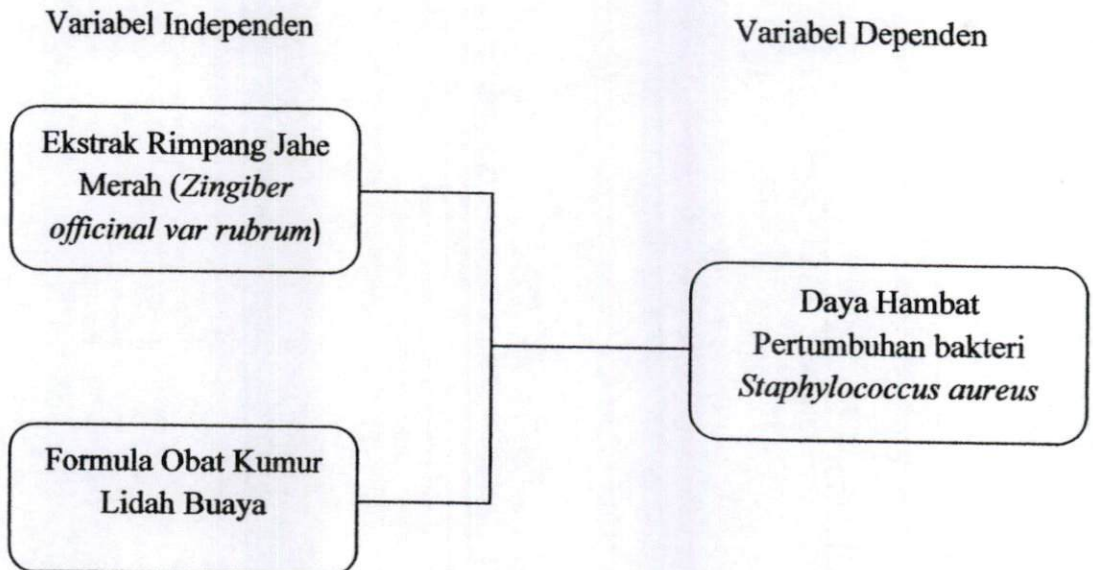 Variabel Independen
Variabel Dependen
Ekstrak Rimpang Jahe
Merah (Zingiber
officinal var rubrum)
Formula Obat Kumur
Lidah Buaya
Daya Hambat
Pertumbuhan bakteri
Staphylococcus aureus